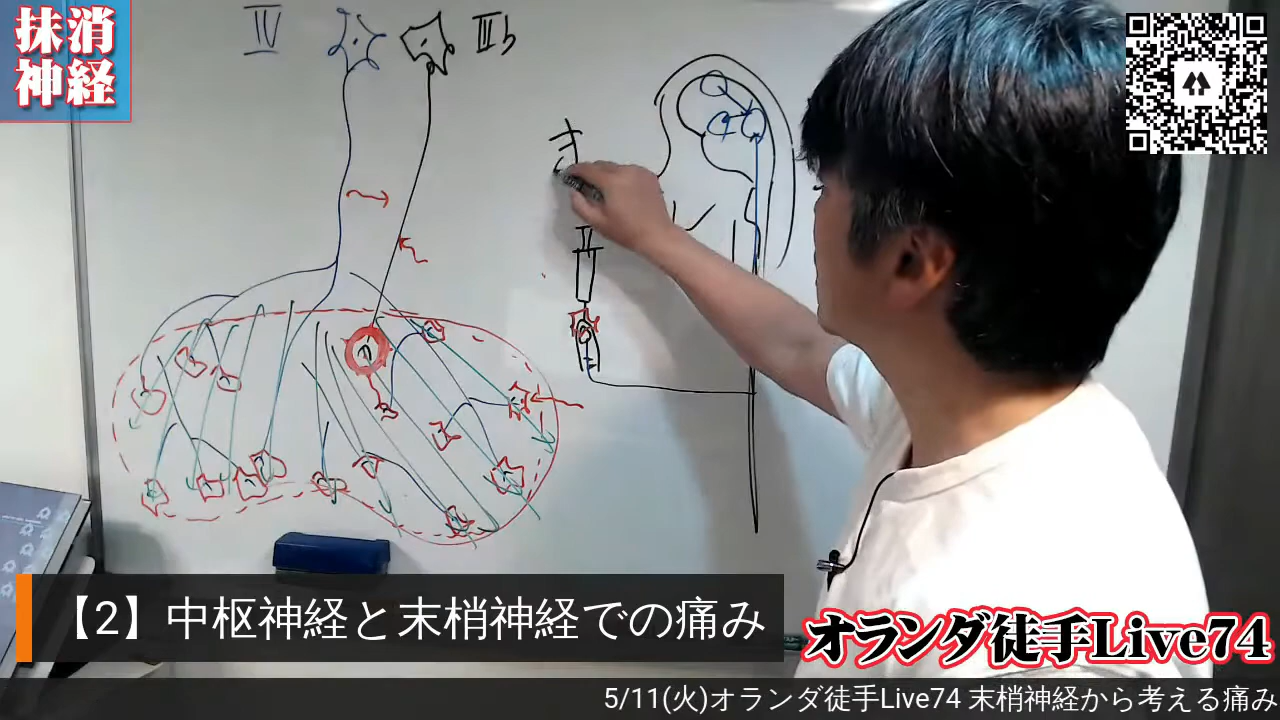 抹消
神経
Ⅳ
Ⅲb
き
Ⅱ
【2】中枢神経と末梢神経での痛み
オランダ徒手Live74
5/11(火)オランダ徒手Live74 末梢神経から考える痛み